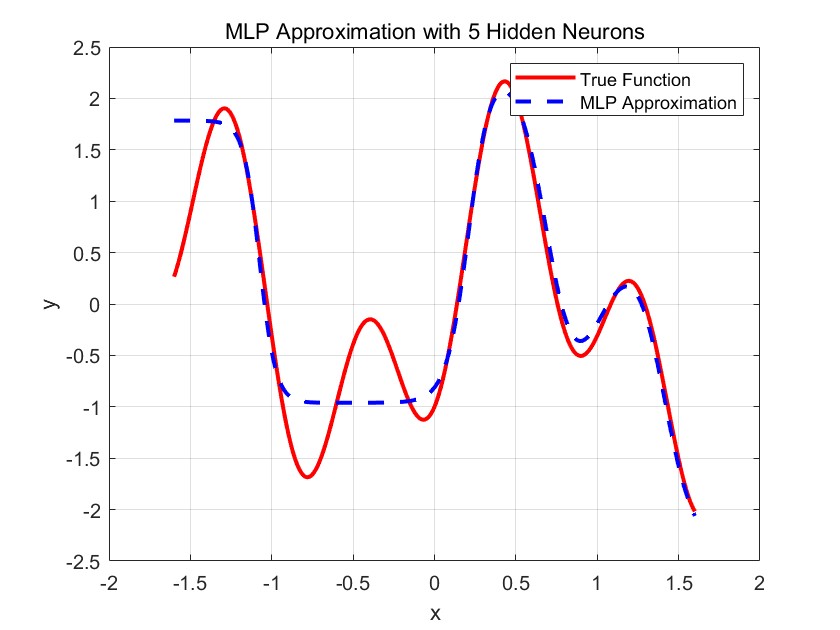 MLP Approximation with 5 Hidden Neurons
True Function
MLP Approximation
2.5
2
1.5
1
0.5
0
-0.5
-1
-1.5
-2
-2.5
y
-2 -1.5 -1 -0.5 0 0.5 1 1.5 2
x